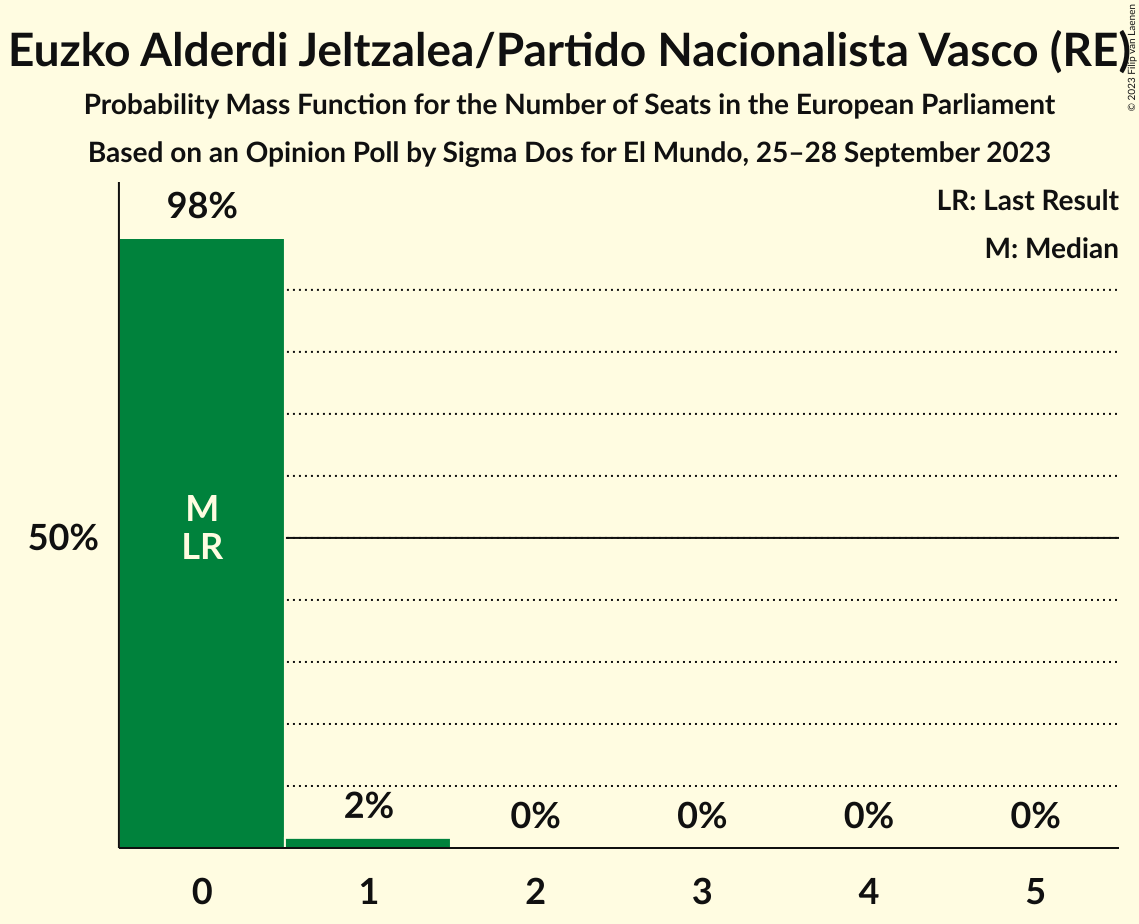 Euzko Alderdi Jeltzalea/Partido Nacionalista Vasco (RE)
© 2023 Filip van Laenen
Probability Mass Function for the Number of Seats in the European Parliament
Based on an Opinion Poll by Sigma Dos for El Mundo, 25–28 September 2023
LR: Last Result
M: Median
98%
M
LR
50%
2%
0%
0%
0%
0%
0
1
2
3
4
5